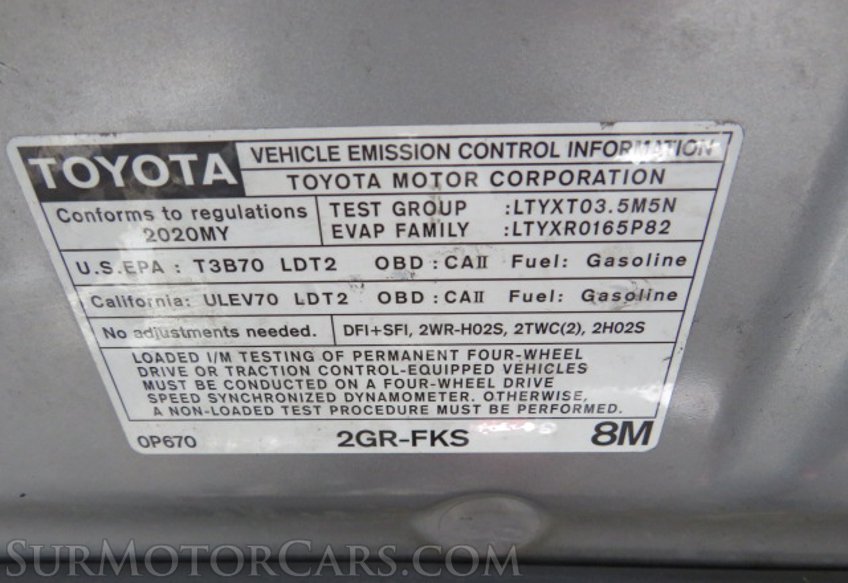 TOYOTA VEHICLE EMISSION CONTROL INFORMATION
TOYOTA MOTOR CORPORATION
Conforms to regulations
2020MY
TEST GROUP :LTYXT03.5M5N
EVAP FAMILY :LTYXR0165P82
U.S.EPA : T3B70 LDT2 OBD : CAII Fuel: Gasoline
California: ULEV70 LDT2 OBD : CAII Fuel: Gasoline
No adjustments needed. DFI+SFI, 2WR-HO2S, 2TWC(2), 2HO2S
LOADED I/M TESTING OF PERMANENT FOUR-WHEEL
DRIVE OR TRACTION CONTROL-EQUIPPED VEHICLES
MUST BE CONDUCTED ON A FOUR-WHEEL DRIVE
SPEED SYNCHRONIZED DYNAMOMETER. OTHERWISE,
A NON-LOADED TEST PROCEDURE MUST BE PERFORMED.
0P670 2GR-FKS 8M
SURMOTORCARS.COM